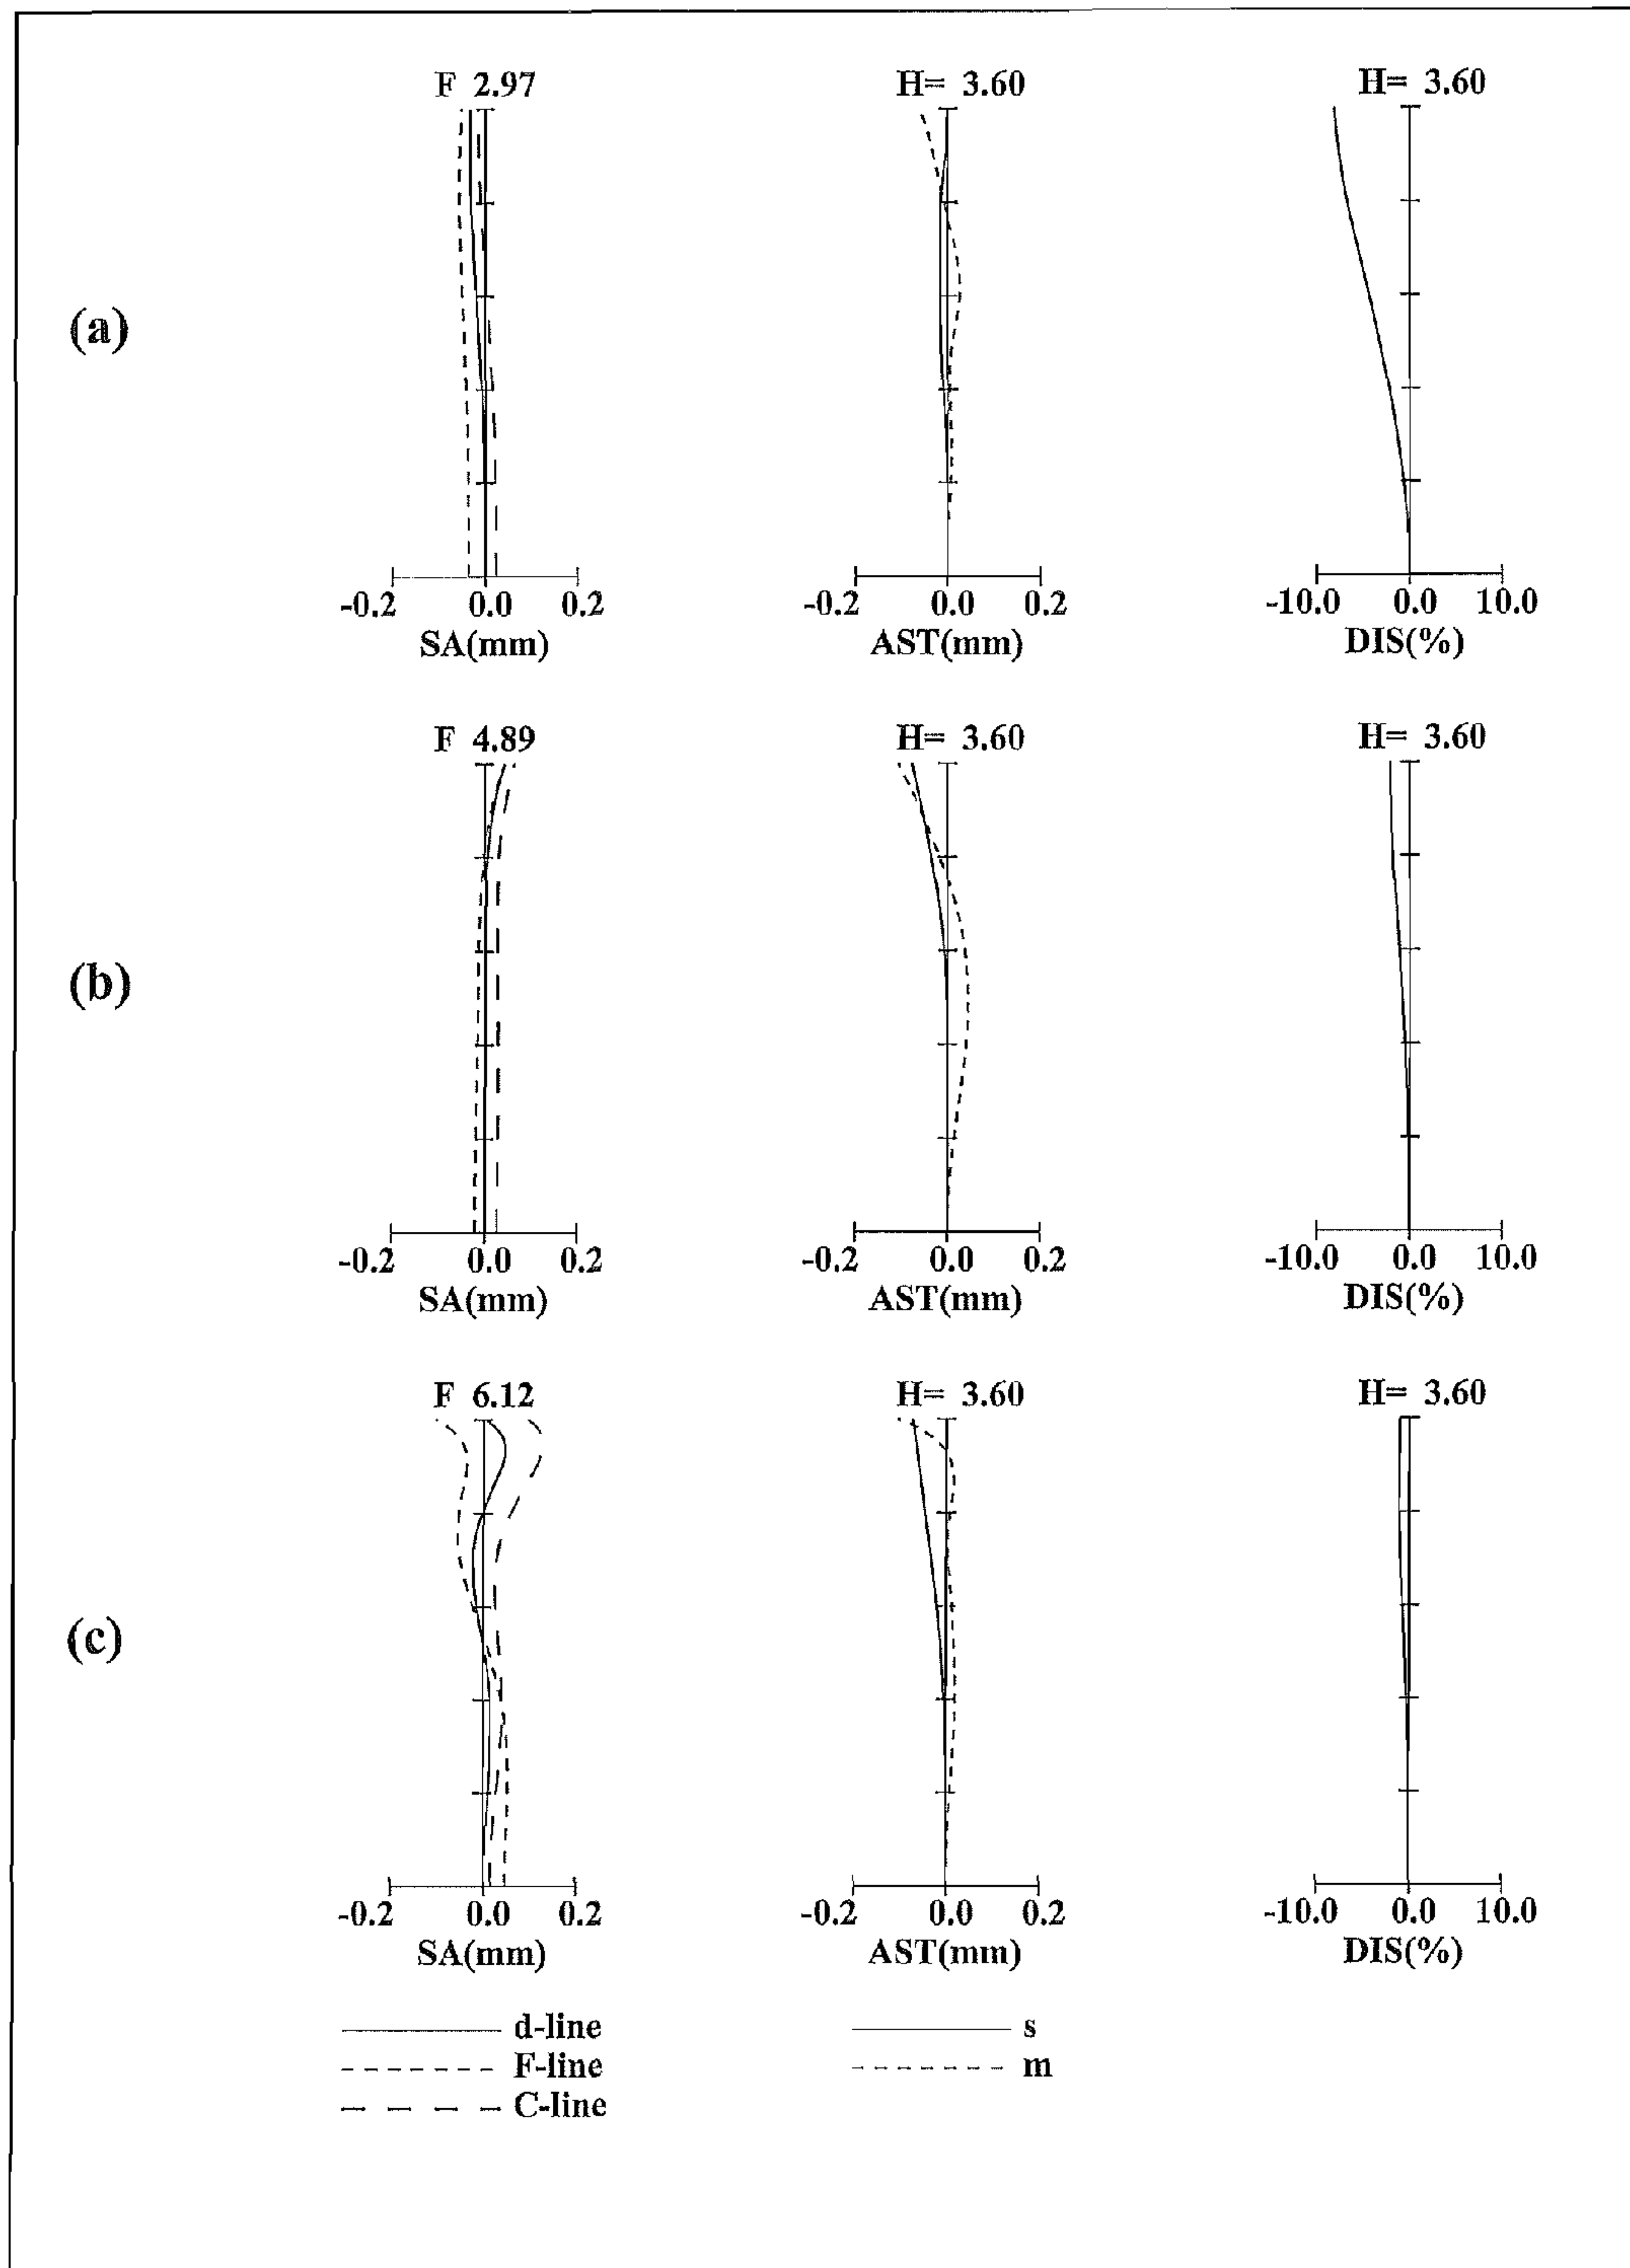 F 2.97 H= 3.60 H= 3.60
(a)
-0.2 0.0 0.2 -0.2 0.0 0.2 -10.0 0.0 10.0
SA(mm) AST(mm) DIS(%)
F 4.89 H= 3.60 H= 3.60
(b)
-0.2 0.0 0.2 -0.2 0.0 0.2 -10.0 0.0 10.0
SA(mm) AST(mm) DIS(%)
F 6.12 H= 3.60 H= 3.60
(c)
-0.2 0.0 0.2 -0.2 0.0 0.2 -10.0 0.0 10.0
SA(mm) AST(mm) DIS(%)
d-line s
F-line m
C-line